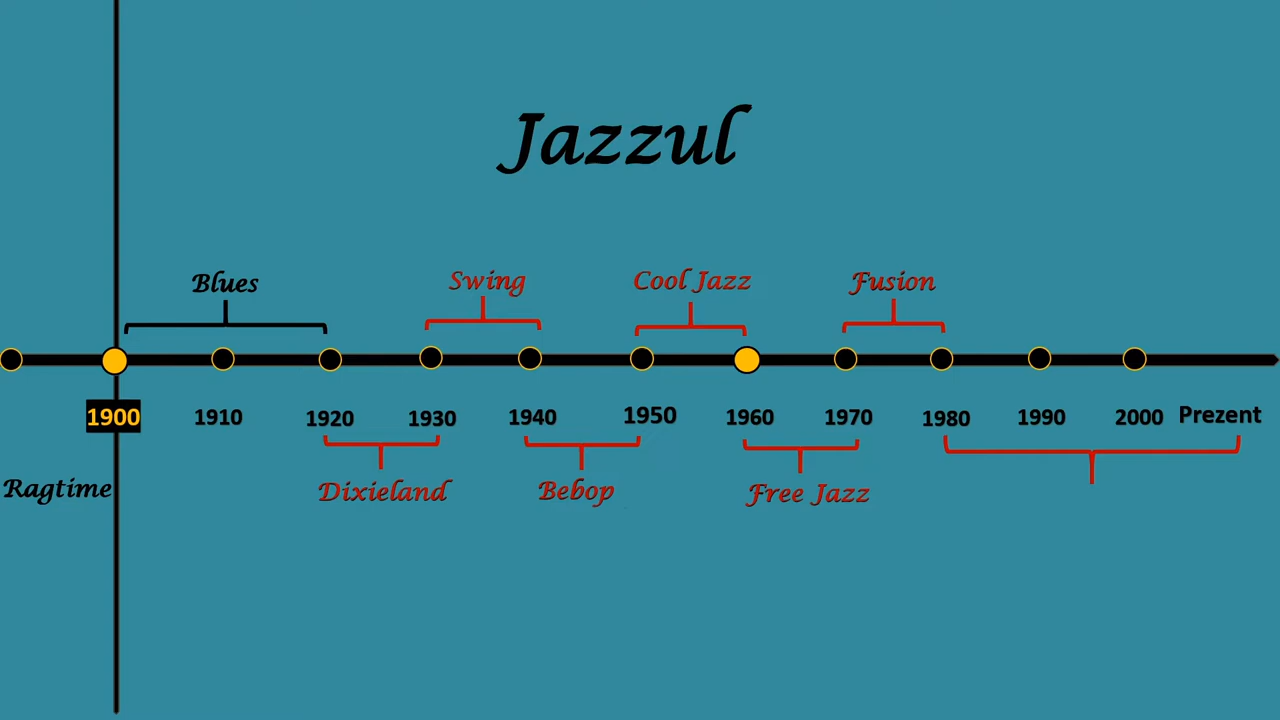 Jazzul
Blues
Swing
Cool Jazz
Fusion
1900 1910 1920 1930 1940 1950 1960 1970 1980 1990 2000 Prezent
Ragtime
Dixieland
Bebop
Free Jazz